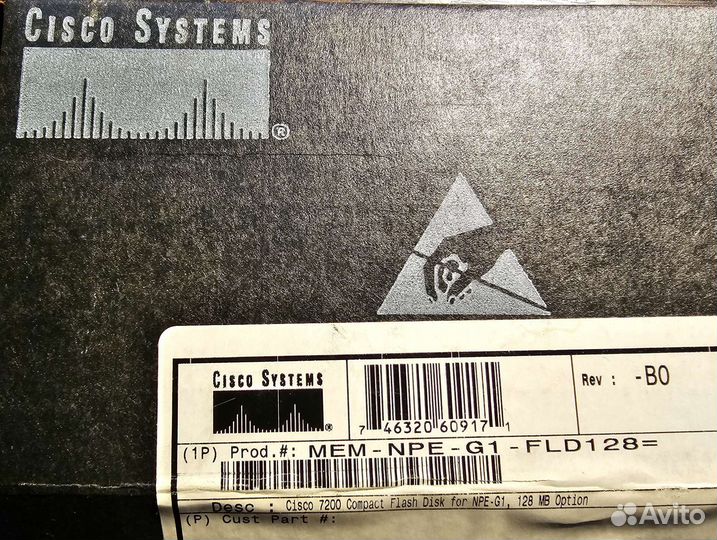 CISCO SYSTEMS
®
CISCO SYSTEMS
®
7 46320 60917 1
Rev : -B0
(1P) Prod.#: MEM-NPE-G1-FLD128=
Desc : Cisco 7200 Compact Flash Disk for NPE-G1, 128 MB Option
(P) Cust Part #:
Avito